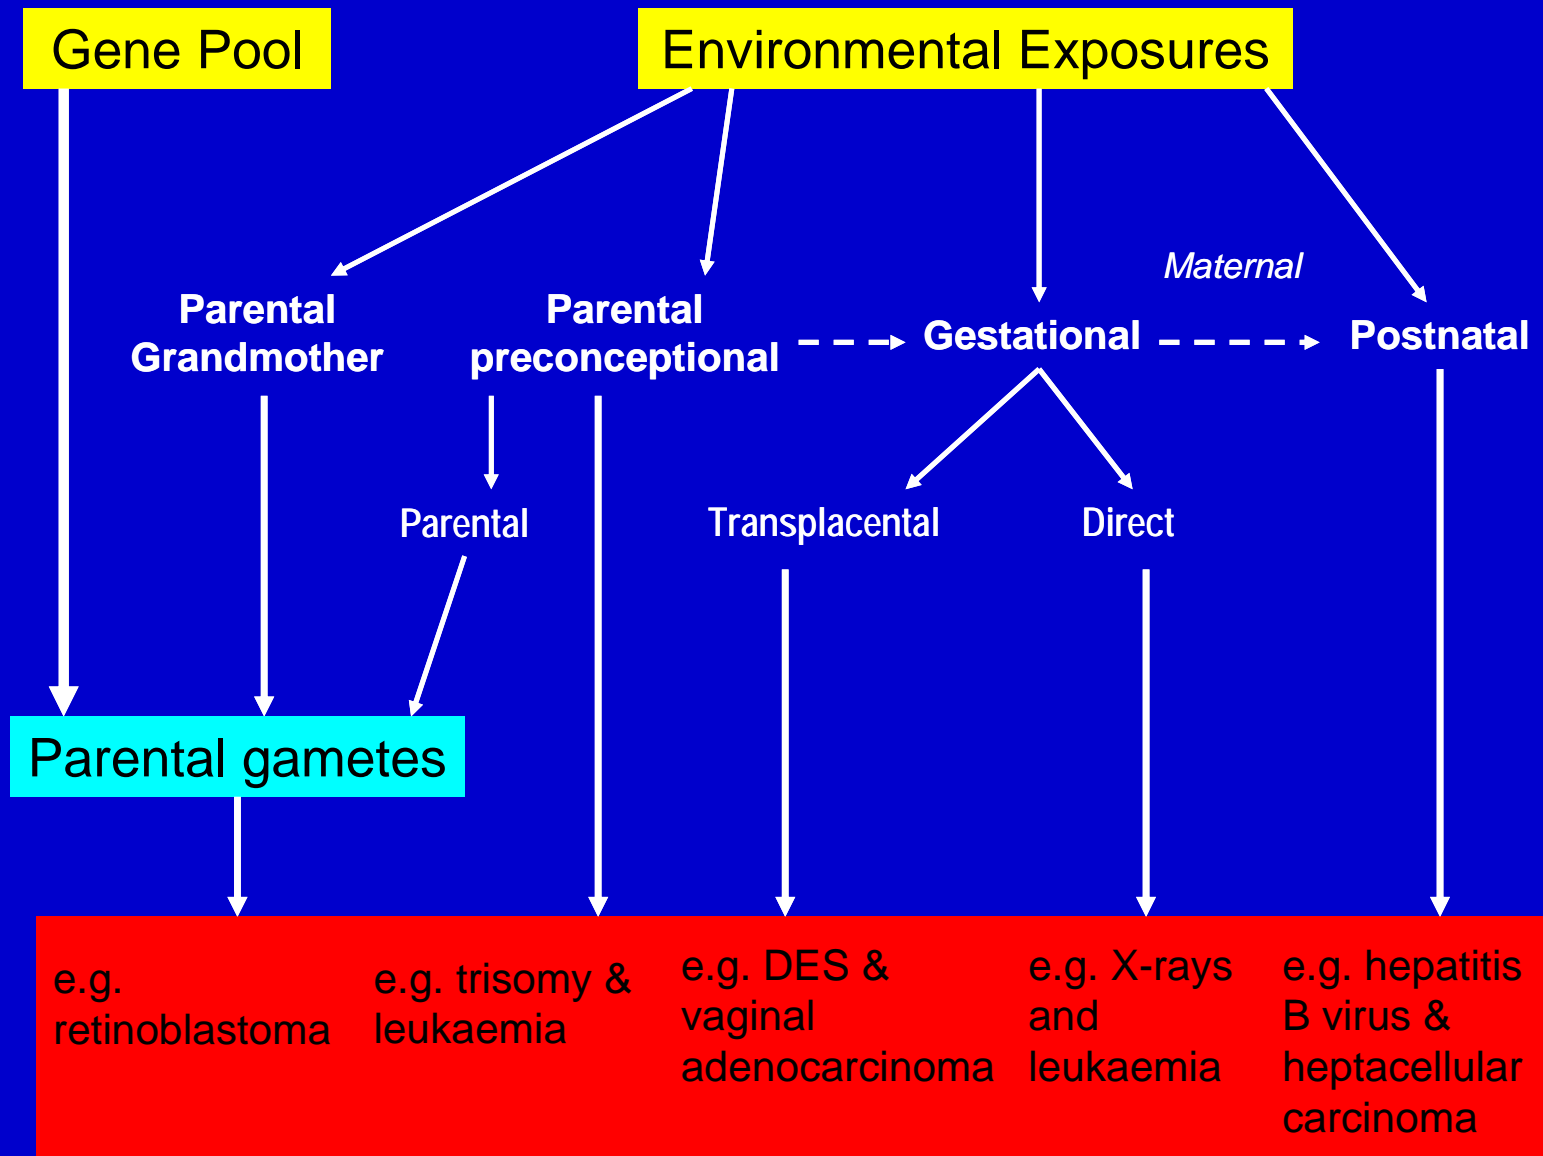 Gene Pool
Environmental Exposures
Maternal
Parental
Grandmother
Parental
preconceptional
Gestational
Postnatal
Parental
Transplacental
Direct
Parental gametes
e.g.
retinoblastoma
e.g. trisomy &
leukaemia
e.g. DES &
vaginal
adenocarcinoma
e.g. X-rays
and
leukaemia
e.g. hepatitis
B virus &
heptacellular
carcinoma